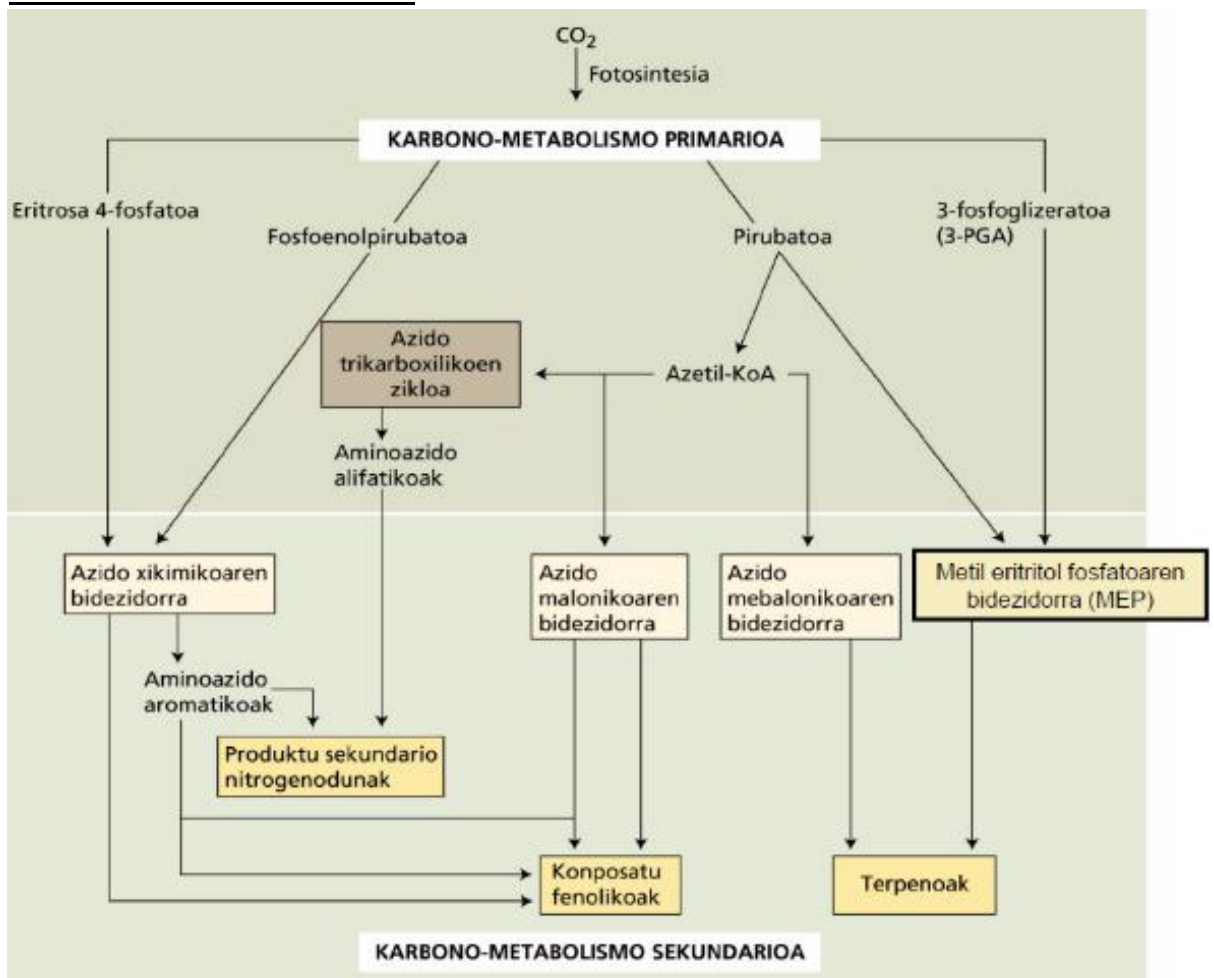 CO₂
Fotosintesia
KARBONO-METABOLISMO PRIMARIOA
Eritrosa 4-fosfatoa
Fosfoenolpirubatoa
Pirubatoa
3-fosfoglizeratoa
(3-PGA)
Azido
trikarboxilikoen
zikloa
Azetil-KoA
Aminoazido
alifatikoak
Azido xikimikoaren
bidezidorra
Azido
malonikoaren
bidezidorra
Azido
mebalonikoaren
bidezidorra
Metil eritritol fosfatoaren
bidezidorra (MEP)
Aminoazido
aromatikoak
Produktu sekundario
nitrogenodunak
Konposatu
fenolikoak
Terpenoak
KARBONO-METABOLISMO SEKUNDARIOA